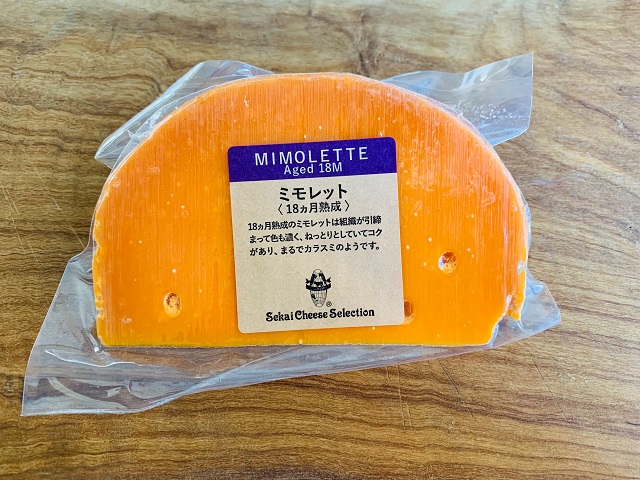 MIMOLETTE
Aged 18M
ミモレット
〈 18ヵ月熟成 〉
18ヵ月熟成のミモレットは組織が引締
まって色も濃く、ねっとりとしていてコク
があり、まるでカラスミのようです。
®
Sekai Cheese Selection